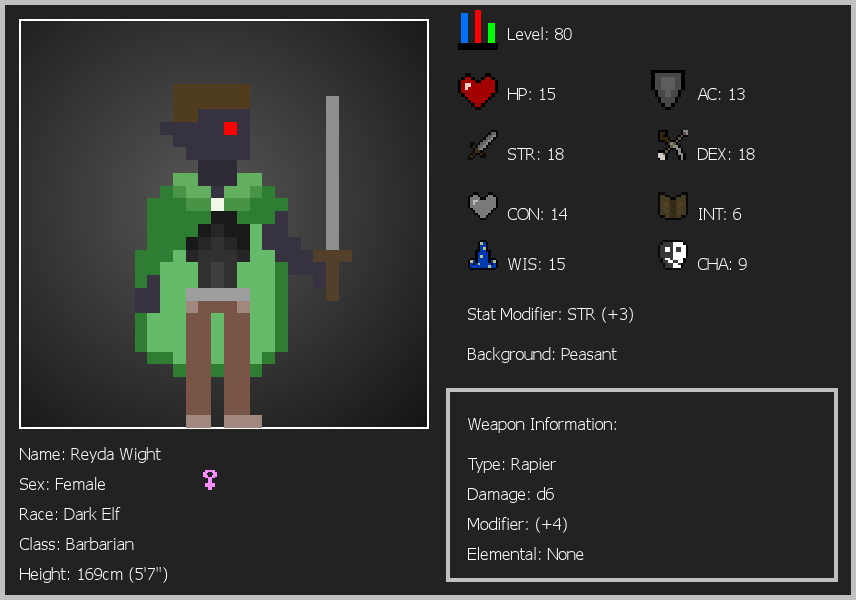 Level: 80
HP: 15
AC: 13
STR: 18
DEX: 18
CON: 14
INT: 6
WIS: 15
CHA: 9
Stat Modifier: STR (+3)
Background: Peasant
Weapon Information:
Type: Rapier
Damage: d6
Modifier: (+4)
Elemental: None
Name: Reyda Wight
Sex: Female
Race: Dark Elf
Class: Barbarian
Height: 169cm (5'7")